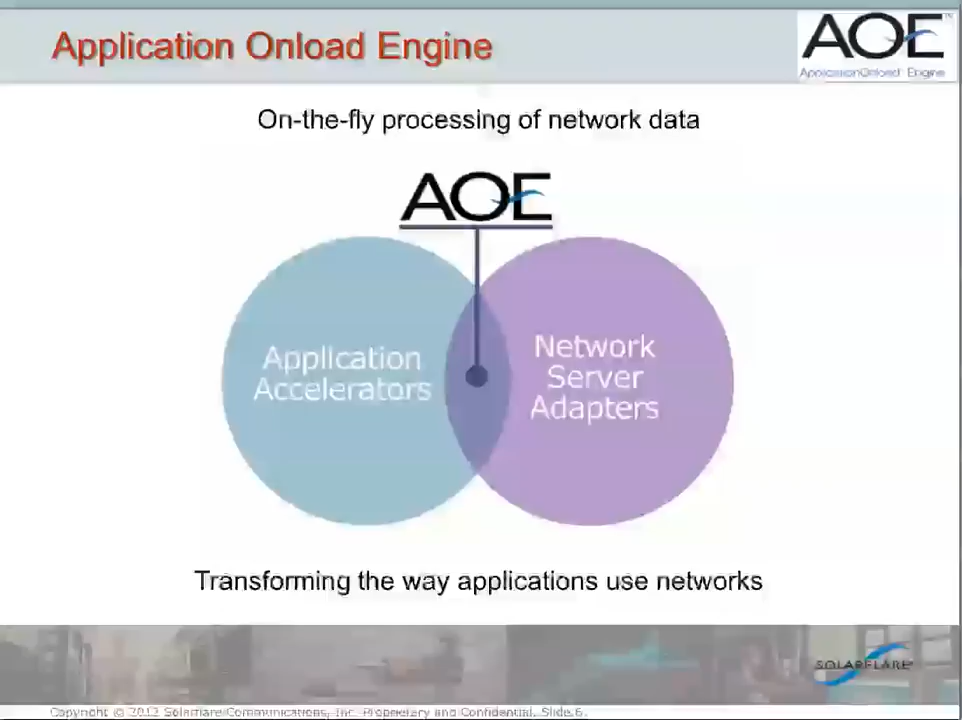 Application Onload Engine
AOE
ApplicationOnload™ Engine
On-the-fly processing of network data
AOE
Application
Accelerators
Network
Server
Adapters
Transforming the way applications use networks
SOLARFLARE
Copyright © 2012 Solarflare Communications, Inc. Proprietary and Confidential. Slide 6.